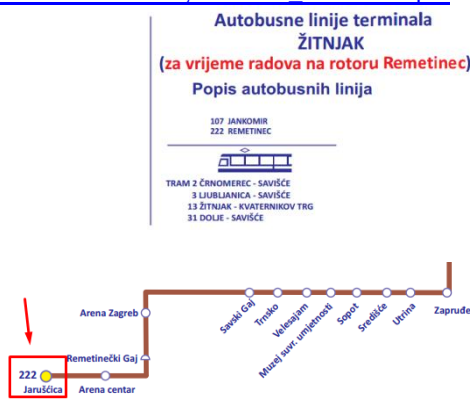 Autobusne linije terminala
ŽITNJAK
(za vrijeme radova na rotoru Remetinec)
Popis autobusnih linija
107 JANKOMIR
222 REMETINEC
TRAM 2 ČRNOMEREC - SAVIŠĆE
3 LJUBLJANICA - SAVIŠĆE
13 ŽITNJAK - KVATERNIKOV TRG
31 DOLJE - SAVIŠĆE
Savski Gaj
Trnsko
Velesajam
Muzej suvr. umjetnosti
Sopot
Središće
Utrina
Zapruđe
Arena Zagreb
Remetinečki Gaj
222
Jarušćica
Arena centar